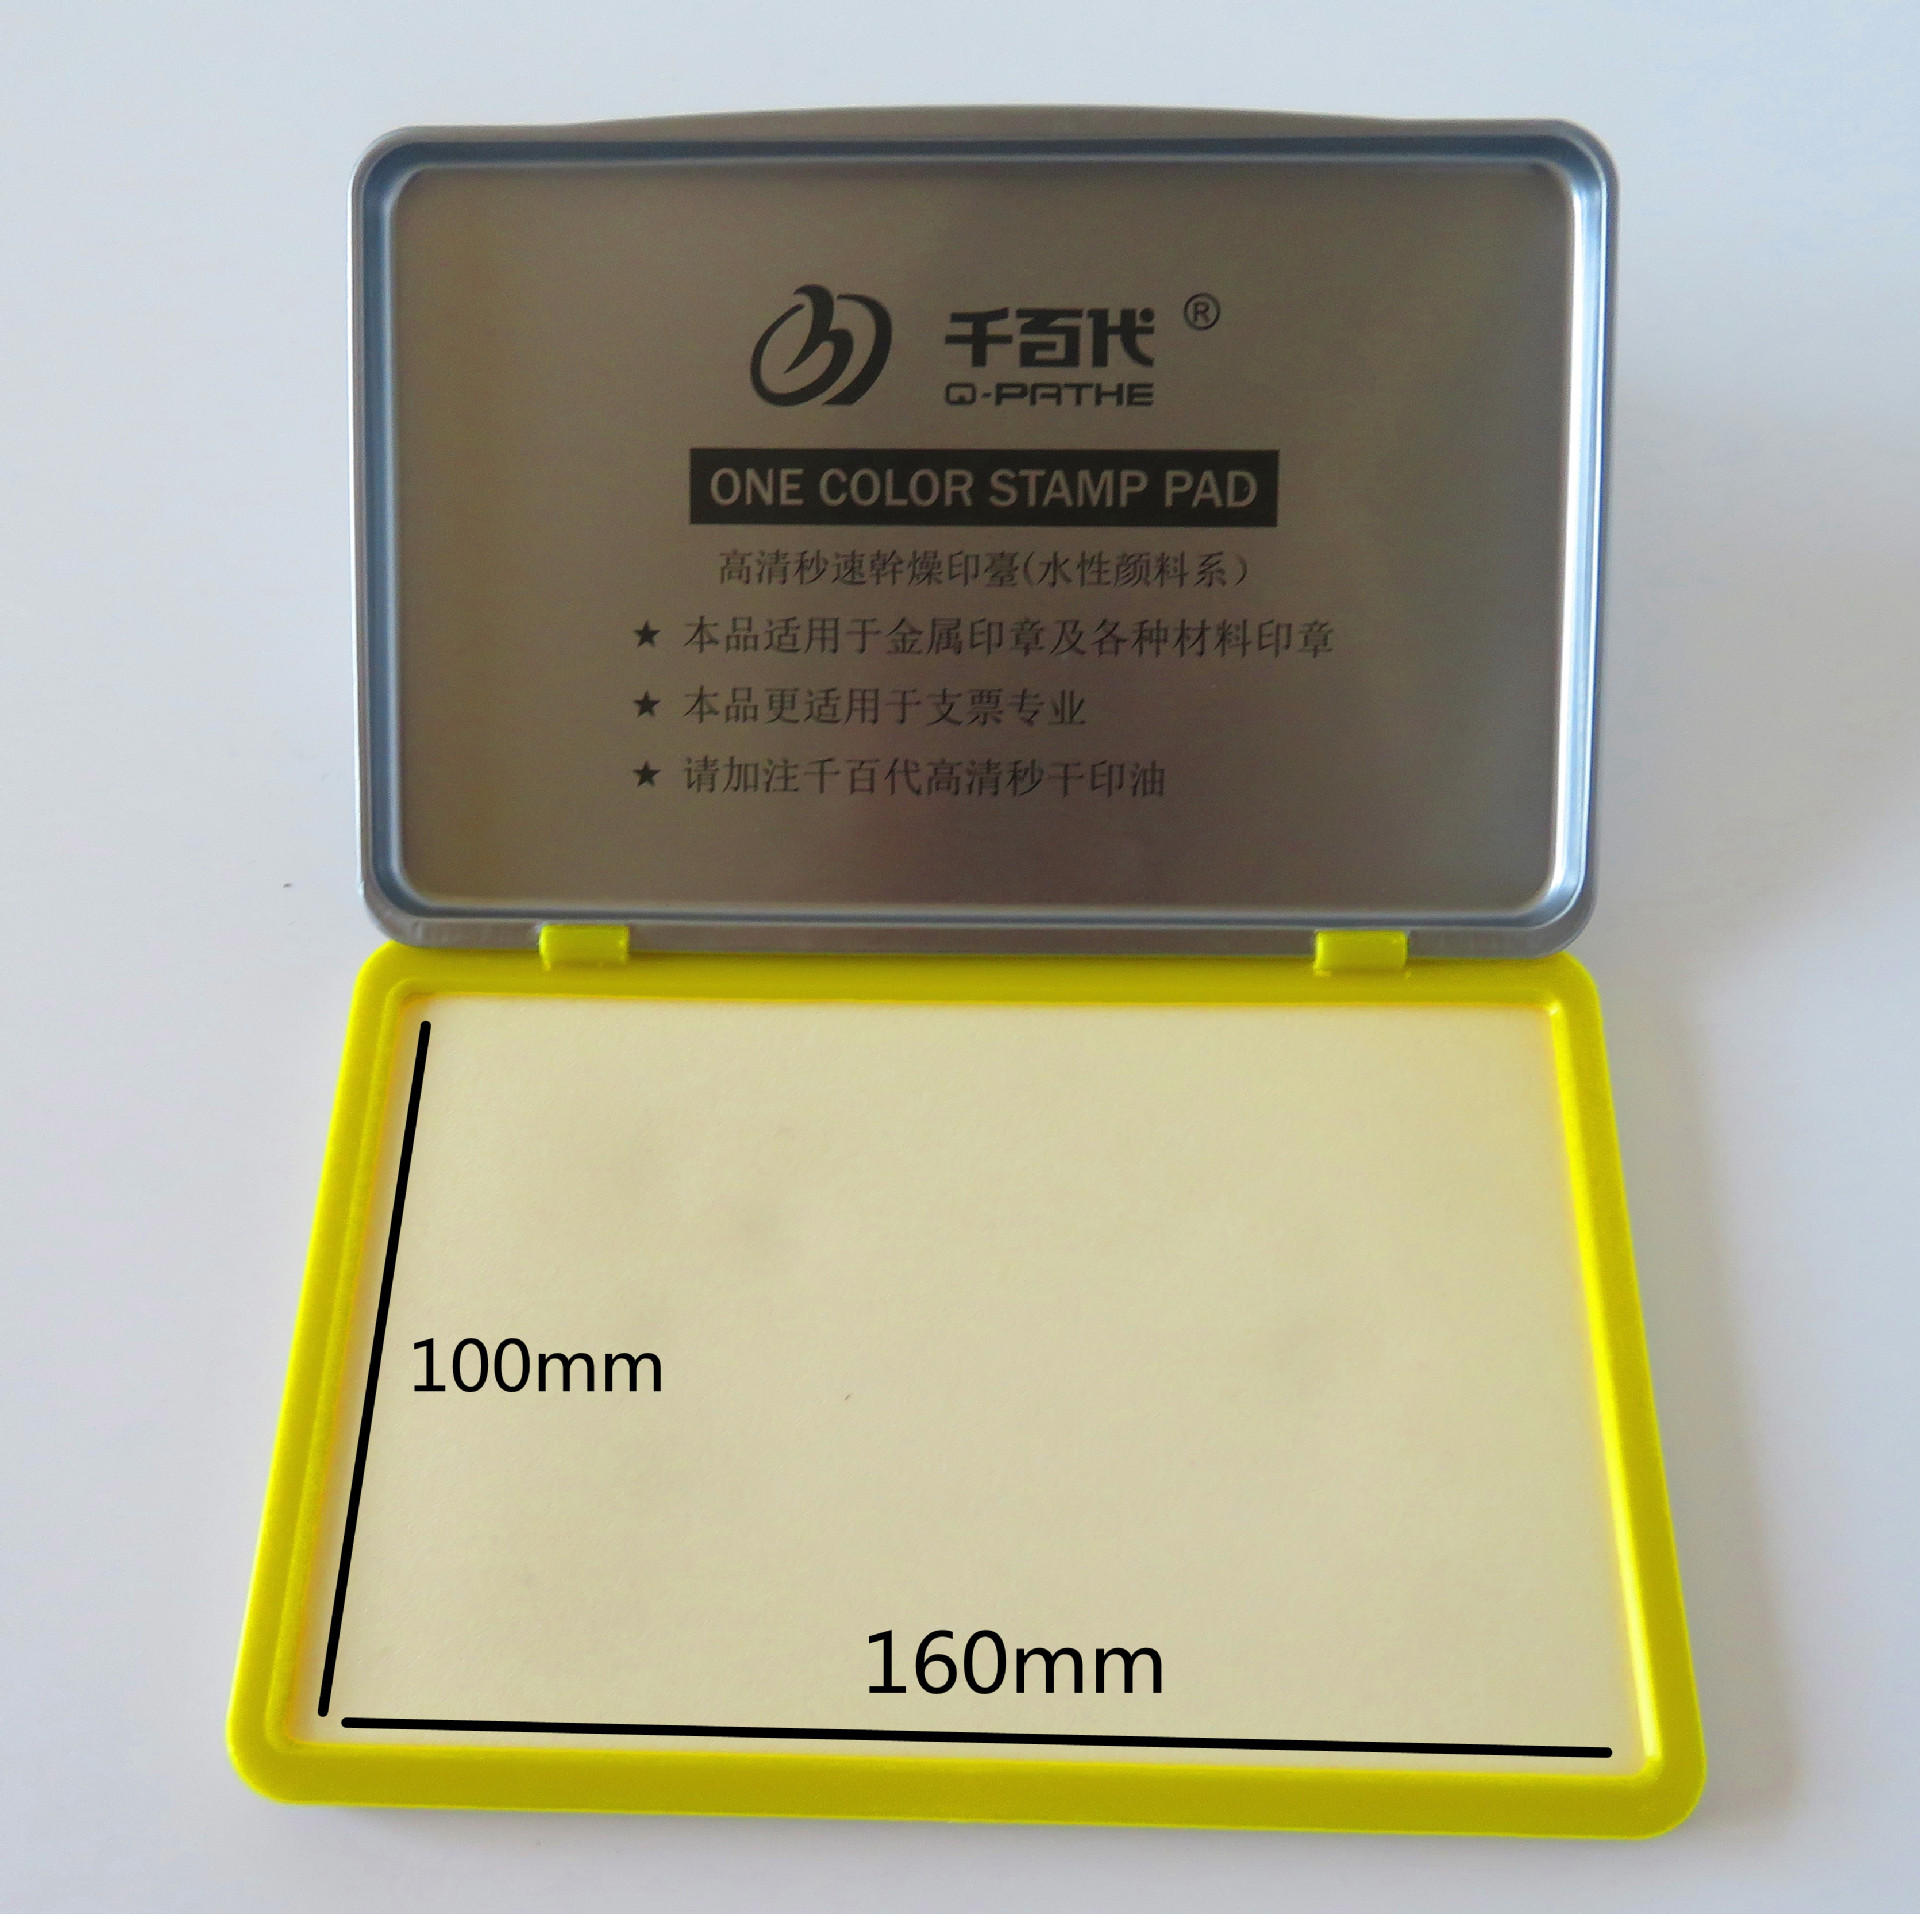 千百代 ®
Q-PATHE
ONE COLOR STAMP PAD
高清秒速幹燥印臺(水性颜料系）
★ 本品适用于金属印章及各种材料印章
★ 本品更适用于支票专业
★ 请加注千百代高清秒干印油
100mm
160mm